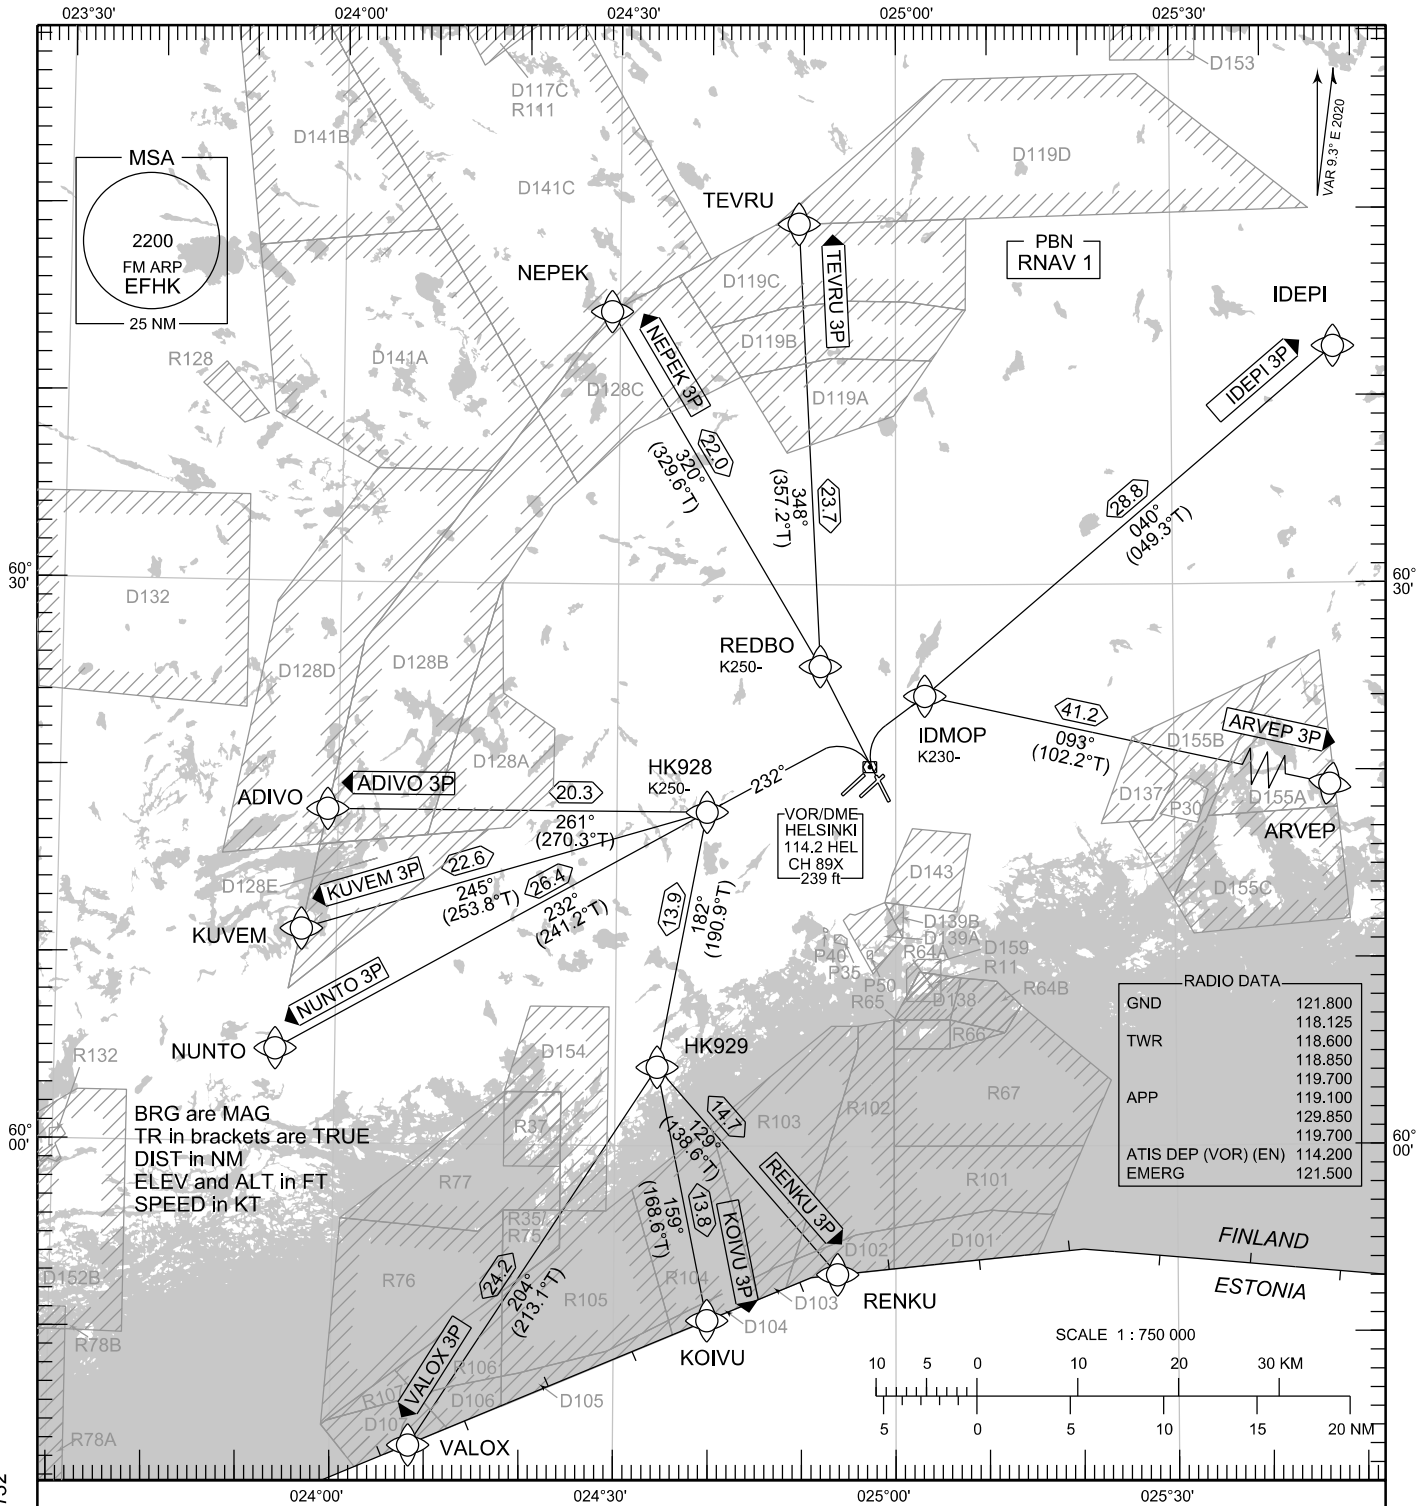 023°30'
024°00'
024°30'
025°00'
025°30'
D153
D117C
R111
D141B
VAR 9.3° E 2020
MSA
2200
FM ARP
EFHK
25 NM
D119D
D141C
TEVRU
PBN
RNAV 1
NEPEK
D119C
TEVRU 3P
IDEPI
D119B
NEPEK 3P
R128
D141A
IDEPI 3P
D128C
D119A
22.0
320°
(329.6°T)
23.7
348°
(357.2°T)
28.8
040°
(049.3°T)
60°
30'
60°
30'
D132
REDBO
K250-
D128D
D128B
41.2
093°
(102.2°T)
ARVEP 3P
D155B
IDMOP
K230-
D128A
HK928
K250-
232°
ADIVO
ADIVO 3P
20.3
261°
(270.3°T)
D137
P30
D155A
ARVEP
VOR/DME
HELSINKI
114.2 HEL
CH 89X
239 ft
D128E
KUVEM 3P
22.6
245°
(253.8°T)
26.4
232°
(241.2°T)
13.9
182°
(190.9°T)
D143
D155C
KUVEM
D139B
D139A
R64A
D159
R11
P40
P35
P50
R65
D138
R64B
NUNTO 3P
NUNTO
R66
RADIO DATA
GND 121.800
118.125
TWR 118.600
118.850
119.700
APP 119.100
129.850
119.700
ATIS DEP (VOR) (EN) 114.200
EMERG 121.500
R132
D154
HK929
R67
R102
R103
R37
14.7
129°
(138.6°T)
60°
00'
60°
00'
BRG are MAG
TR in brackets are TRUE
DIST in NM
ELEV and ALT in FT
SPEED in KT
R77
R101
RENKU 3P
13.8
159°
(168.6°T)
KOIVU 3P
R35/
R75
D102
D101
FINLAND
ESTONIA
D152B
R76
24.2
204°
(213.1°T)
R105
R104
D103
RENKU
D104
R78B
KOIVU
SCALE 1 : 750 000
10 5 0 10 20 30 KM
5 0 5 10 15 20 NM
VALOX 3P
R106
R107
D106
D105
D107
R78A
VALOX
024°00'
024°30'
025°00'
025°30'